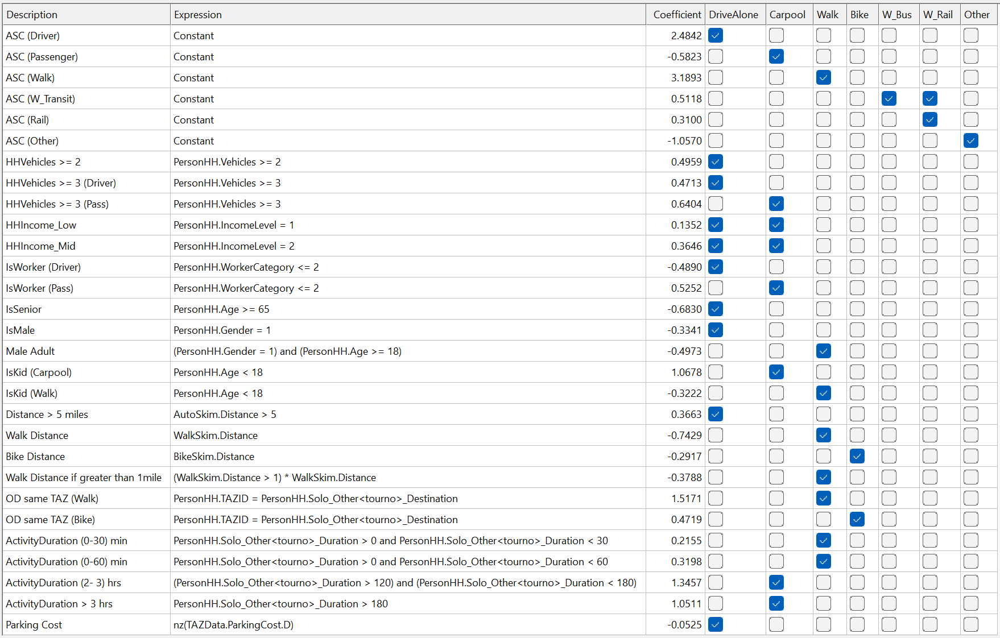 Description Expression Coefficient DriveAlone Carpool Walk Bike W_Bus W_Rail Other
ASC (Driver) Constant 2.4842
ASC (Passenger) Constant -0.5823
ASC (Walk) Constant 3.1893
ASC (W_Transit) Constant 0.5118
ASC (Rail) Constant 0.3100
ASC (Other) Constant -1.0570
HHVehicles >= 2 PersonHH.Vehicles >= 2 0.4959
HHVehicles >= 3 (Driver) PersonHH.Vehicles >= 3 0.4713
HHVehicles >= 3 (Pass) PersonHH.Vehicles >= 3 0.6404
HHIncome_Low PersonHH.IncomeLevel = 1 0.1352
HHIncome_Mid PersonHH.IncomeLevel = 2 0.3646
IsWorker (Driver) PersonHH.WorkerCategory <= 2 -0.4890
IsWorker (Pass) PersonHH.WorkerCategory <= 2 0.5252
IsSenior PersonHH.Age >= 65 -0.6830
IsMale PersonHH.Gender = 1 -0.3341
Male Adult (PersonHH.Gender = 1) and (PersonHH.Age >= 18) -0.4973
IsKid (Carpool) PersonHH.Age < 18 1.0678
IsKid (Walk) PersonHH.Age < 18 -0.3222
Distance > 5 miles AutoSkim.Distance > 5 0.3663
Walk Distance WalkSkim.Distance -0.7429
Bike Distance BikeSkim.Distance -0.2917
Walk Distance if greater than 1mile (WalkSkim.Distance > 1) * WalkSkim.Distance -0.3788
OD same TAZ (Walk) PersonHH.TAZID = PersonHH.Solo_Other<tourno>_Destination 1.5171
OD same TAZ (Bike) PersonHH.TAZID = PersonHH.Solo_Other<tourno>_Destination 0.4719
ActivityDuration (0-30) min PersonHH.Solo_Other<tourno>_Duration > 0 and PersonHH.Solo_Other<tourno>_Duration < 30 0.2155
ActivityDuration (0-60) min PersonHH.Solo_Other<tourno>_Duration > 0 and PersonHH.Solo_Other<tourno>_Duration < 60 0.3198
ActivityDuration (2- 3) hrs (PersonHH.Solo_Other<tourno>_Duration > 120) and (PersonHH.Solo_Other<tourno>_Duration < 180) 1.3457
ActivityDuration > 3 hrs PersonHH.Solo_Other<tourno>_Duration > 180 1.0511
Parking Cost nz(TAZData.ParkingCost.D) -0.0525